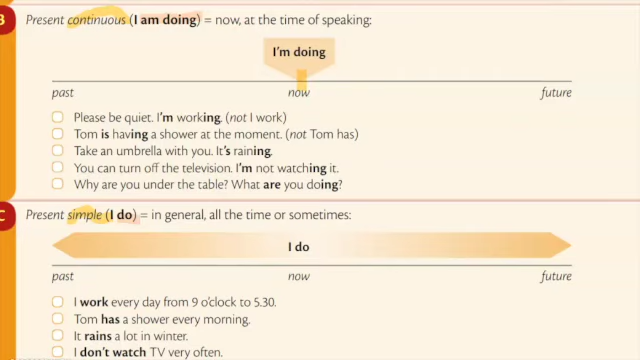 B
Present continuous (I am doing) = now, at the time of speaking:
I'm doing
past now future
Please be quiet. I'm working. (not I work)
Tom is having a shower at the moment. (not Tom has)
Take an umbrella with you. It's raining.
You can turn off the television. I'm not watching it.
Why are you under the table? What are you doing?
C
Present simple (I do) = in general, all the time or sometimes:
I do
past now future
I work every day from 9 o'clock to 5.30.
Tom has a shower every morning.
It rains a lot in winter.
I don't watch TV very often.